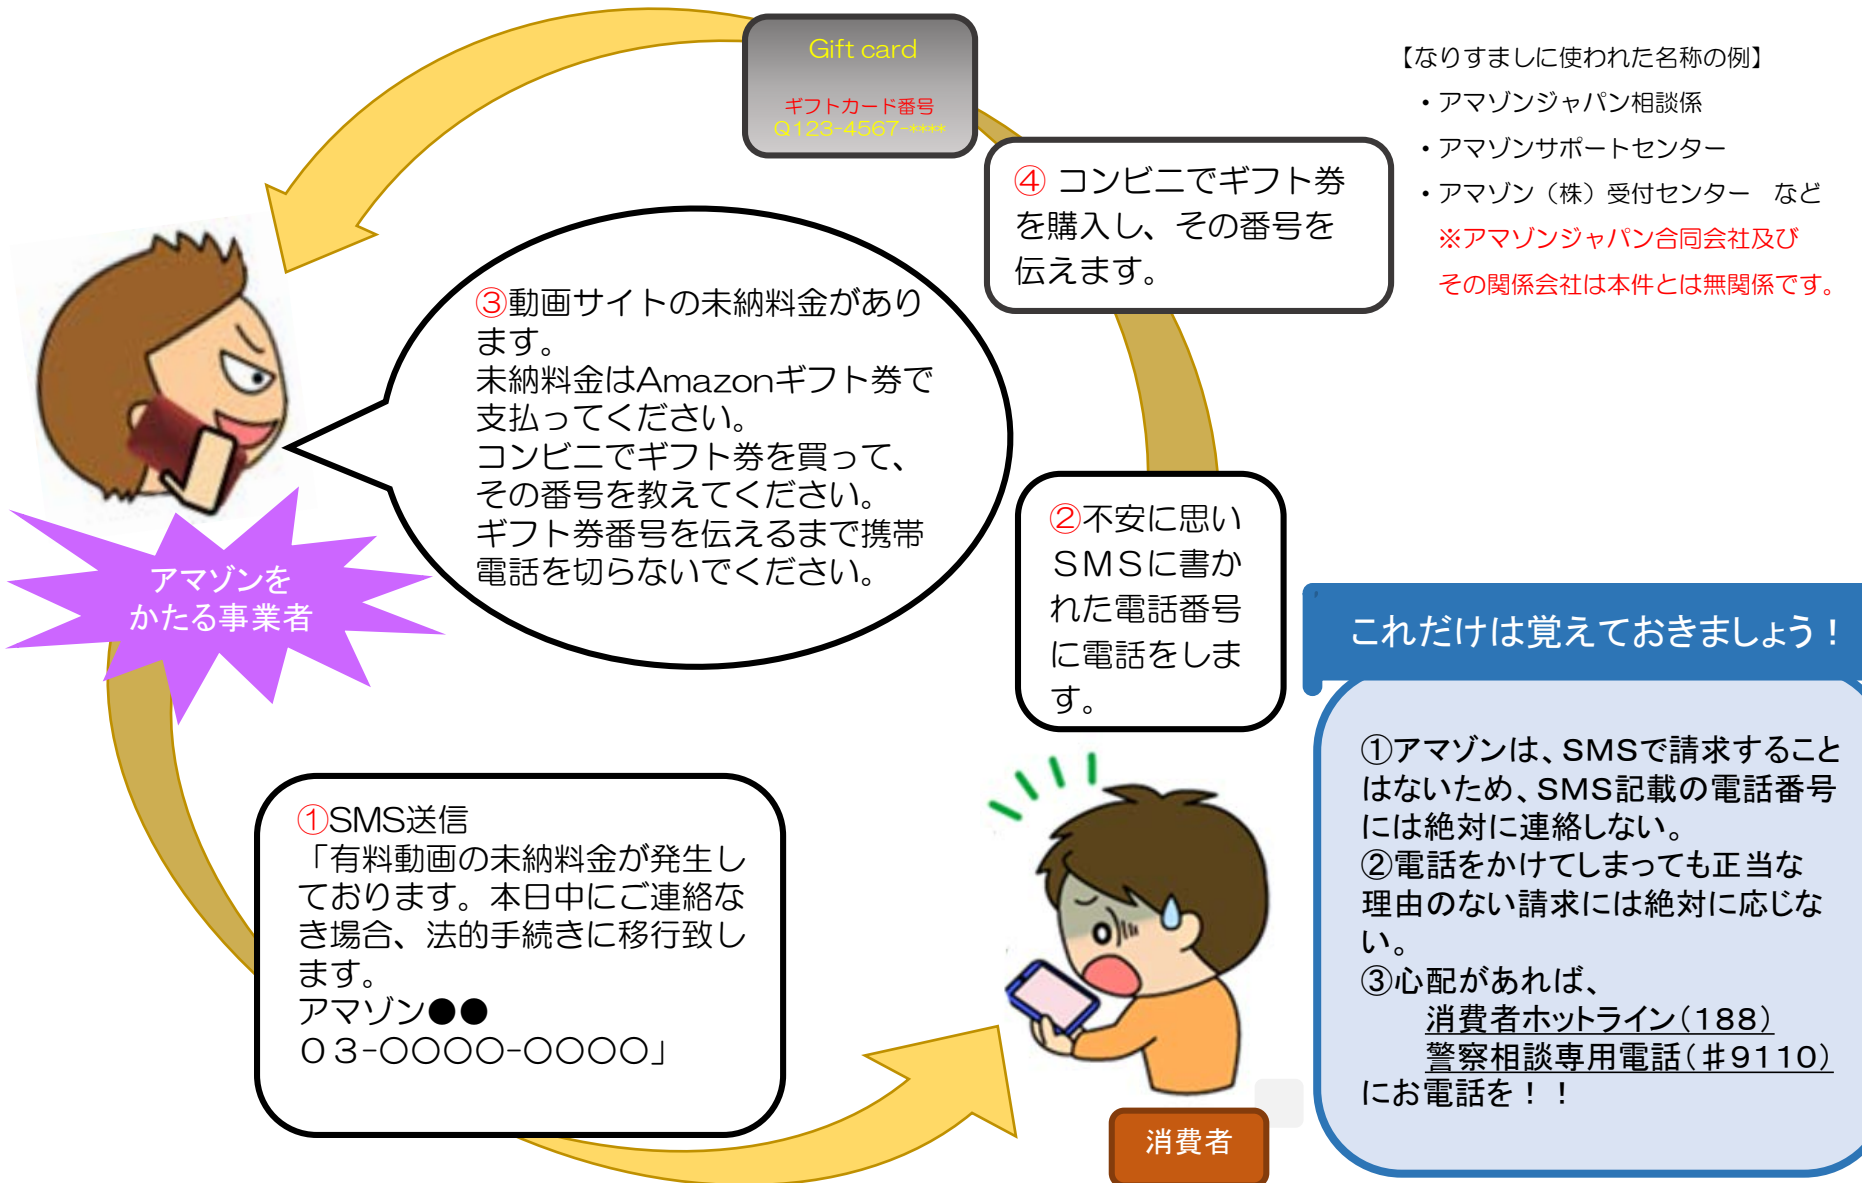 Gift card
ギフトカード番号
Q123-4567-****
【なりすましに使われた名称の例】
・アマゾンジャパン相談係
・アマゾンサポートセンター
・アマゾン（株）受付センター　など
※アマゾンジャパン合同会社及び
その関係会社は本件とは無関係です。
④ コンビニでギフト券
を購入し、その番号を
伝えます。
③動画サイトの未納料金があり
ます。
未納料金はAmazonギフト券で
支払ってください。
コンビニでギフト券を買って、
その番号を教えてください。
ギフト券番号を伝えるまで携帯
電話を切らないでください。
アマゾンを
かたる事業者
②不安に思い
ＳＭＳに書か
れた電話番号
に電話をしま
す。
①SMS送信
「有料動画の未納料金が発生し
ております。本日中にご連絡な
き場合、法的手続きに移行致し
ます。
アマゾン●●
０３-〇〇〇〇-〇〇〇〇」
消費者
これだけは覚えておきましょう！
①アマゾンは、SMSで請求すること
はないため、SMS記載の電話番号
には絶対に連絡しない。
②電話をかけてしまっても正当な
理由のない請求には絶対に応じな
い。
③心配があれば、
消費者ホットライン（188）
警察相談専用電話（＃9110）
にお電話を！！